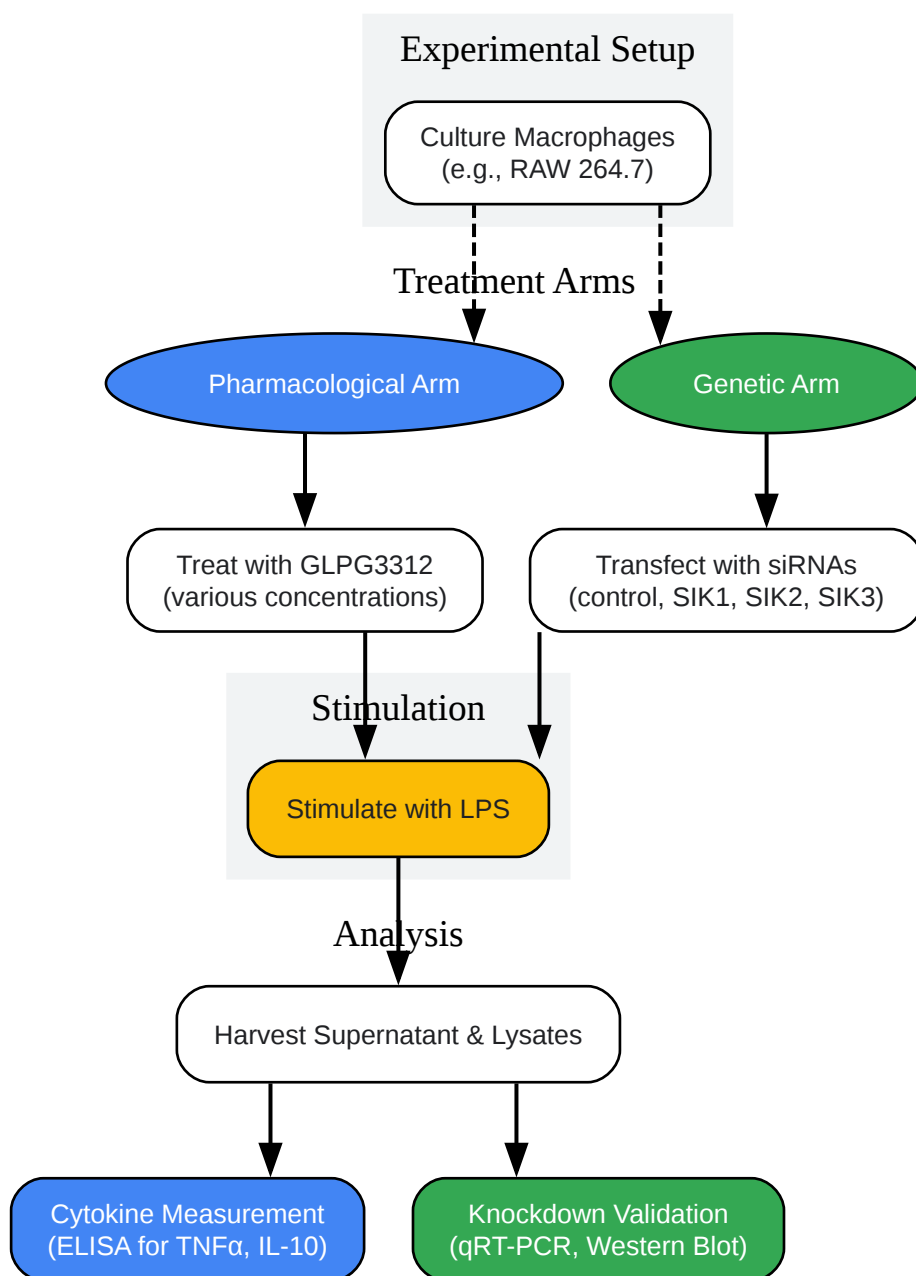 Experimental Setup
Culture Macrophages
(e.g., RAW 264.7)
Treatment Arms
Pharmacological Arm
Genetic Arm
Treat with GLPG3312
(various concentrations)
Transfect with siRNAs
(control, SIK1, SIK2, SIK3)
Stimulation
Stimulate with LPS
Analysis
Harvest Supernatant & Lysates
Cytokine Measurement
(ELISA for TNFα, IL-10)
Knockdown Validation
(qRT-PCR, Western Blot)